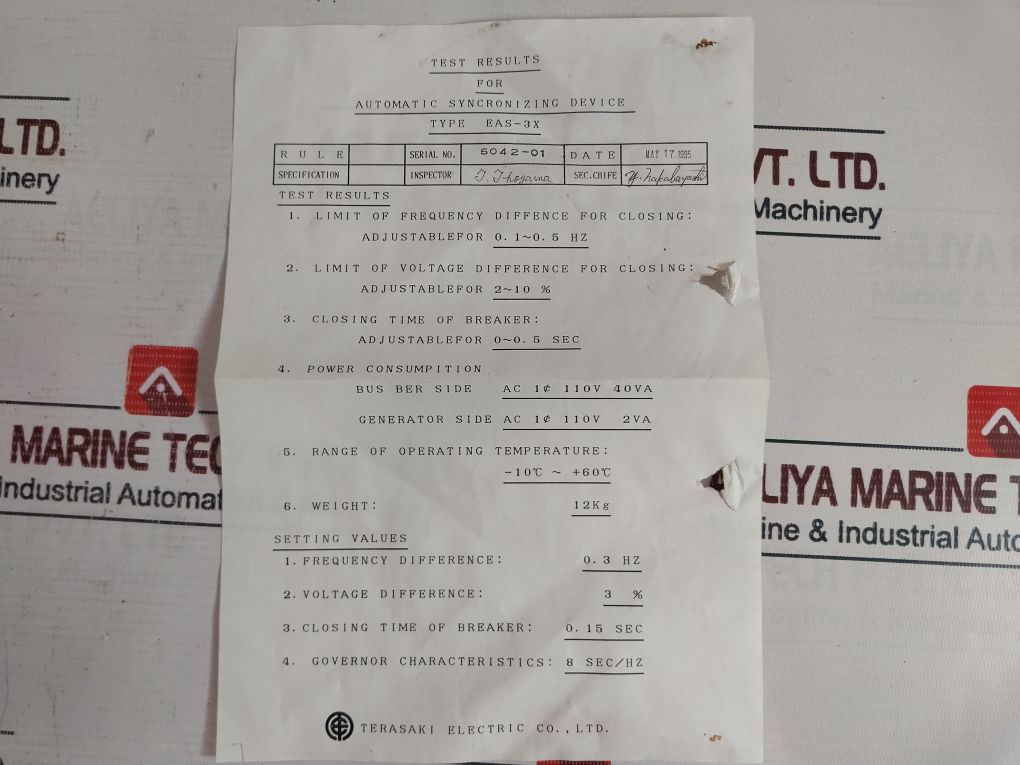 TEST RESULTS
FOR
AUTOMATIC SYNCRONIZING DEVICE
TYPE EAS-3X
RULE SERIAL NO. 5042-01 DATE MAY. 17. 1995
SPECIFICATION INSPECTOR SEC.CHIFE
TEST RESULTS
1. LIMIT OF FREQUENCY DIFFENCE FOR CLOSING:
ADJUSTABLEFOR 0.1~0.5 HZ
2. LIMIT OF VOLTAGE DIFFERENCE FOR CLOSING:
ADJUSTABLEFOR 2~10 %
3. CLOSING TIME OF BREAKER:
ADJUSTABLEFOR 0~0.5 SEC
4. POWER CONSUMPITION
BUS BER SIDE AC 1¢ 110V 40VA
GENERATOR SIDE AC 1¢ 110V 2VA
5. RANGE OF OPERATING TEMPERATURE:
-10℃ ~ +60℃
6. WEIGHT: 12Kg
SETTING VALUES
1. FREQUENCY DIFFERENCE: 0.3 HZ
2. VOLTAGE DIFFERENCE: 3 %
3. CLOSING TIME OF BREAKER: 0.15 SEC
4. GOVERNOR CHARACTERISTICS: 8 SEC/HZ
TERASAKI ELECTRIC CO., LTD.
LTD.
inery
MARINE TEC
Industrial Automat
VT. LTD.
Machinery
LIYA MARINE T
ine & Industrial Auto